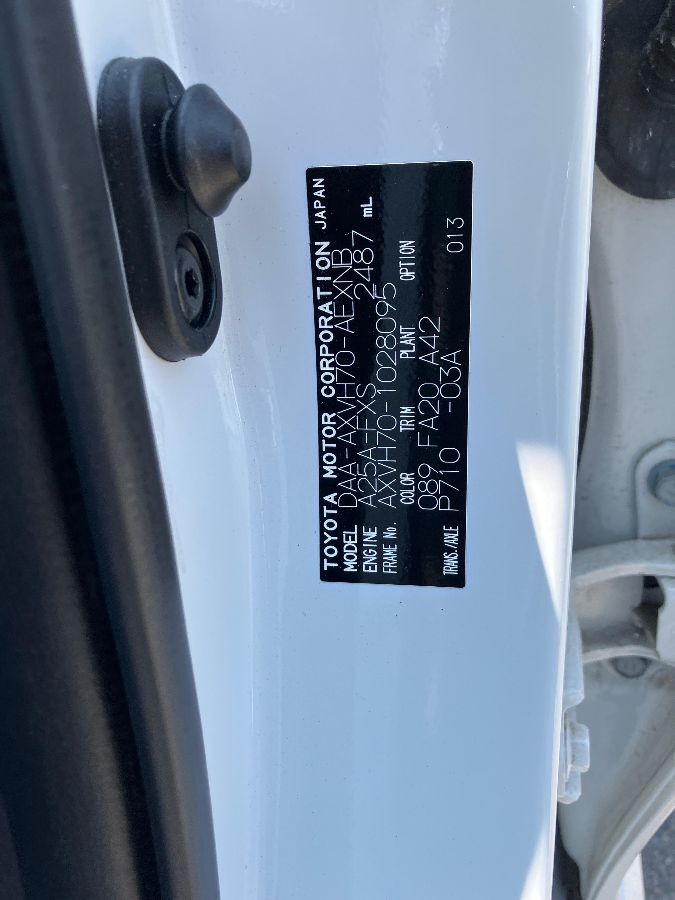 TOYOTA MOTOR CORPORATION JAPAN
MODEL DAA-AXVH70-AEXNB
ENGINE A25A-FXS 2487 mL
FRAME No. AXVH70-1028095
COLOR TRIM PLANT OPTION
089 FA20 A42
TRANS./AXLE P710 -03A 013